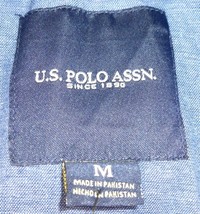 U.S. POLO ASSN.
SINCE 1890
M
MADE IN PAKISTAN
HECHO EN PAKISTAN